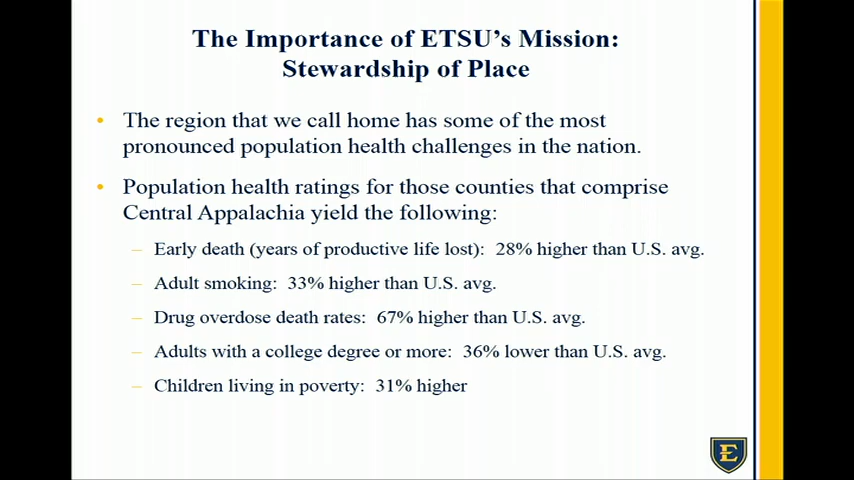 The Importance of ETSU's Mission:
Stewardship of Place
• The region that we call home has some of the most
pronounced population health challenges in the nation.
• Population health ratings for those counties that comprise
Central Appalachia yield the following:
– Early death (years of productive life lost): 28% higher than U.S. avg.
– Adult smoking: 33% higher than U.S. avg.
– Drug overdose death rates: 67% higher than U.S. avg.
– Adults with a college degree or more: 36% lower than U.S. avg.
– Children living in poverty: 31% higher
E